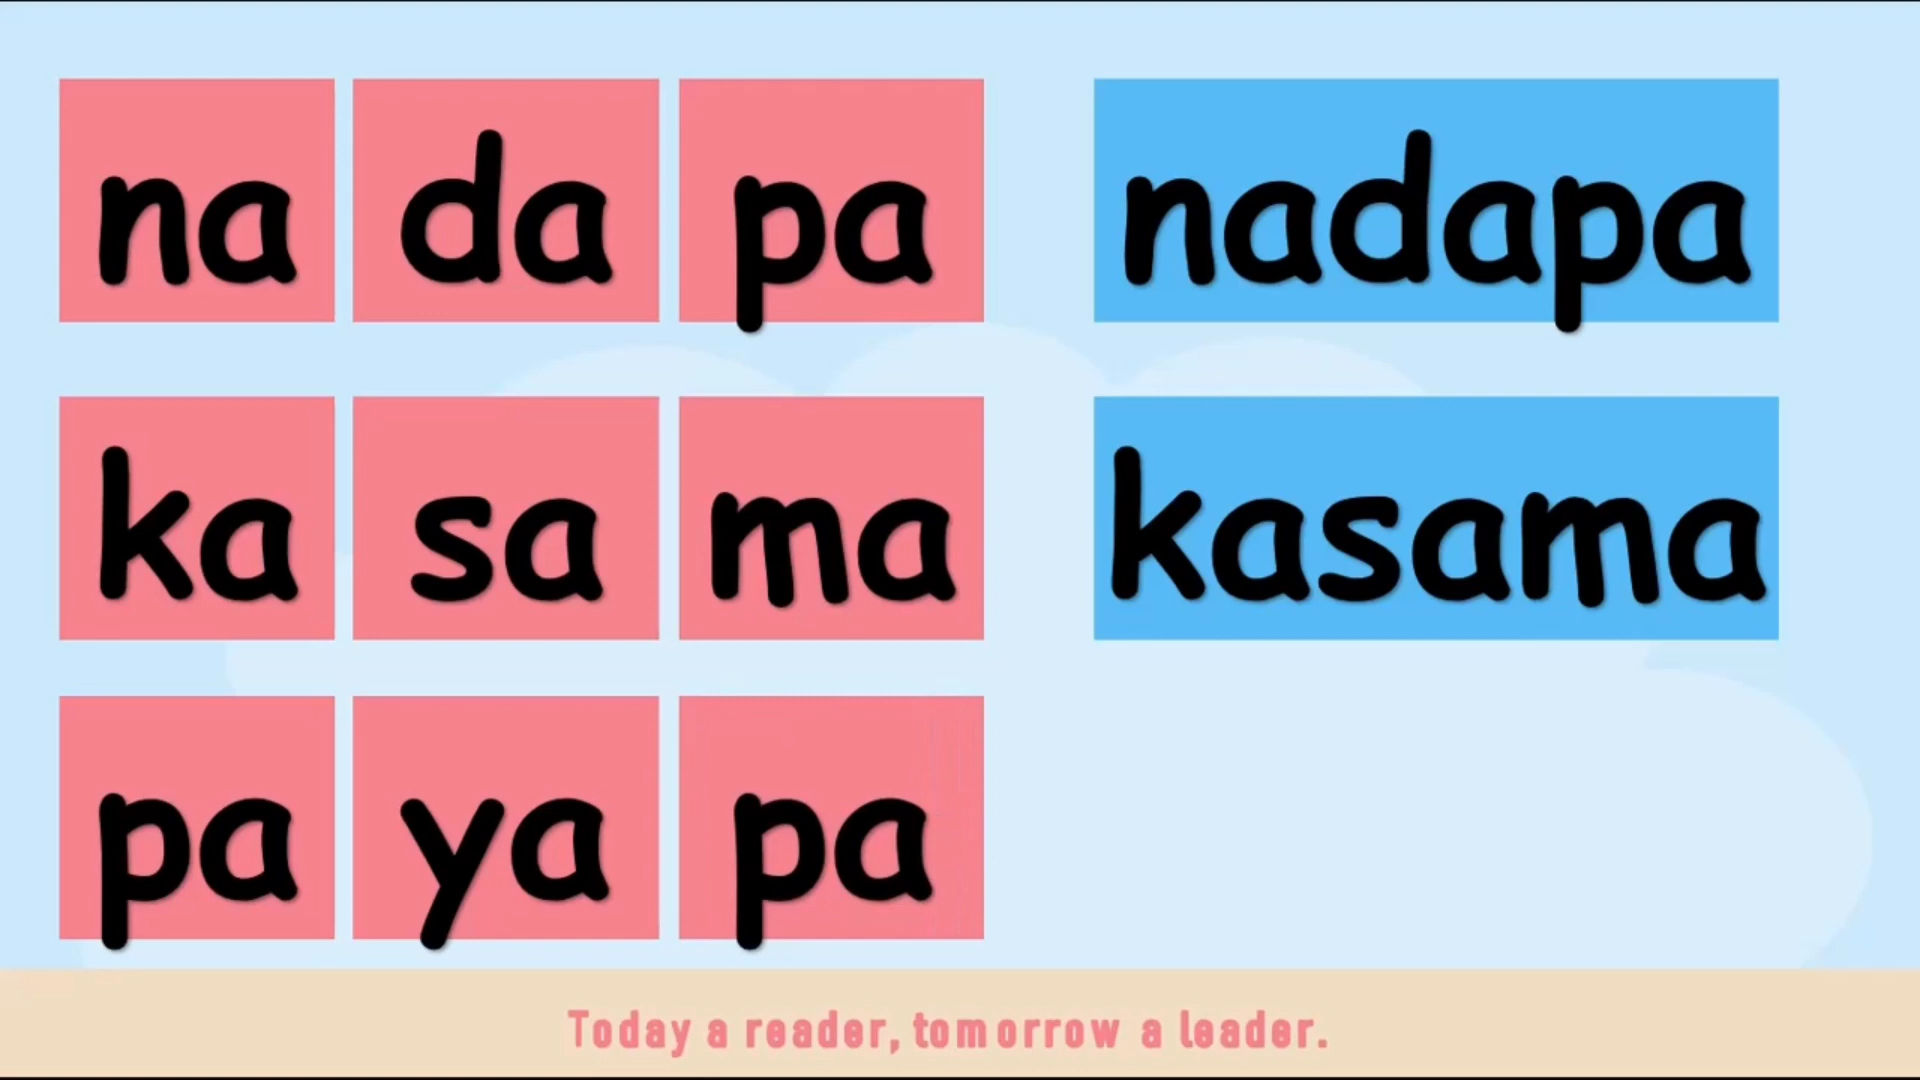 na da pa nadapa
ka sa ma kasama
pa ya pa
Today a reader, tomorrow a leader.